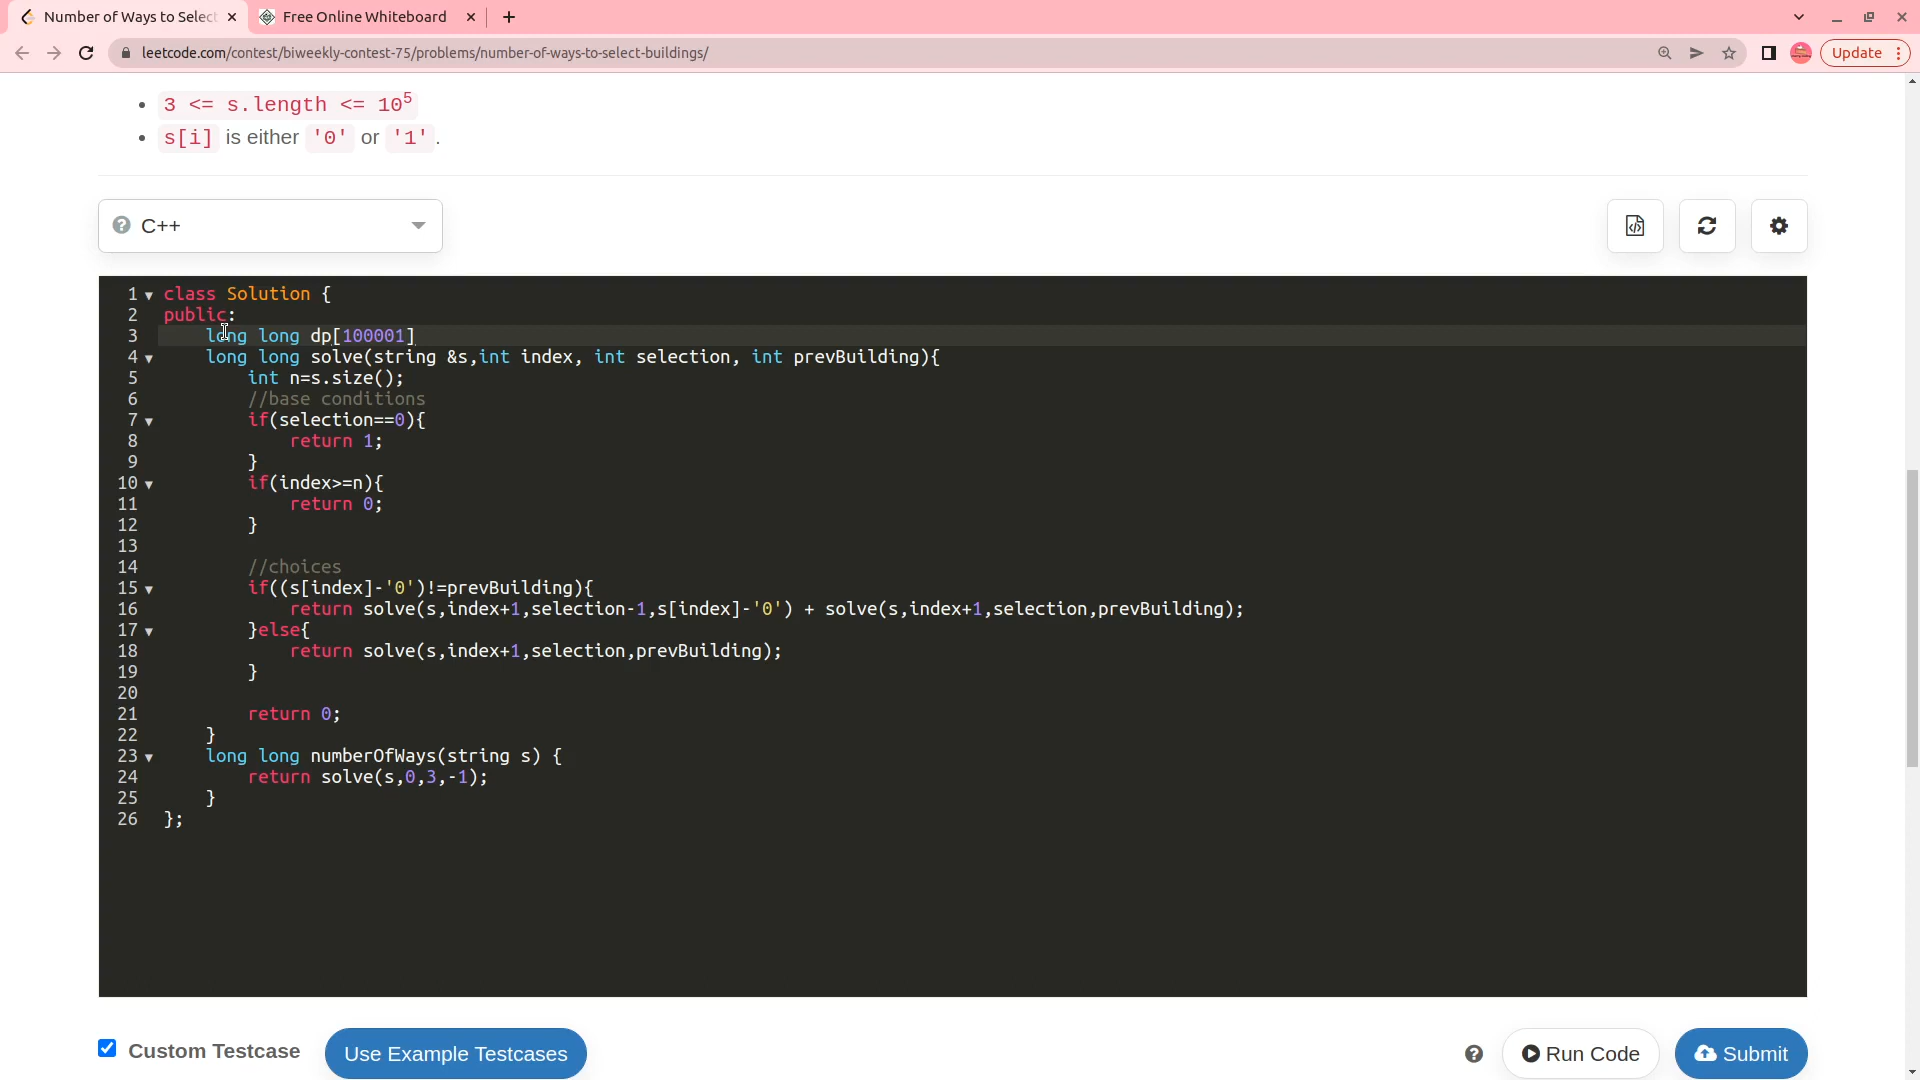 Number of Ways to Selec
Free Online Whiteboard
leetcode.com/contest/biweekly-contest-75/problems/number-of-ways-to-select-buildings/
Update
3 <= s.length <= 10^5
s[i] is either '0' or '1'.
C++
1 class Solution {
2 public:
3 long long dp[100001]
4 long long solve(string &s,int index, int selection, int prevBuilding){
5 int n=s.size();
6 //base conditions
7 if(selection==0){
8 return 1;
9 }
10 if(index>=n){
11 return 0;
12 }
13
14 //choices
15 if((s[index]-'0')!=prevBuilding){
16 return solve(s,index+1,selection-1,s[index]-'0') + solve(s,index+1,selection,prevBuilding);
17 }else{
18 return solve(s,index+1,selection,prevBuilding);
19 }
20
21 return 0;
22 }
23 long long numberOfWays(string s) {
24 return solve(s,0,3,-1);
25 }
26 };
Custom Testcase
Use Example Testcases
Run Code
Submit